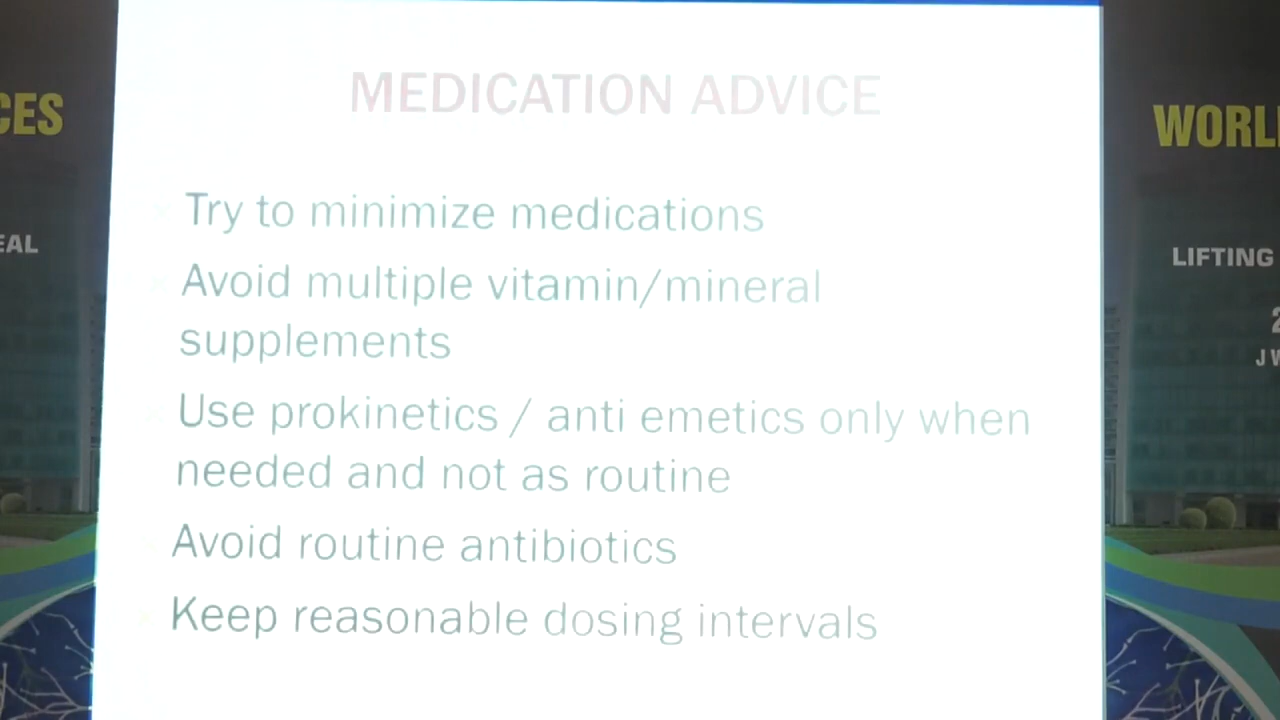 CES
EAL
MEDICATION ADVICE
Try to minimize medications
Avoid multiple vitamin/mineral
supplements
Use prokinetics / anti emetics only when
needed and not as routine
Avoid routine antibiotics
Keep reasonable dosing intervals
WORL
LIFTING
2
J W